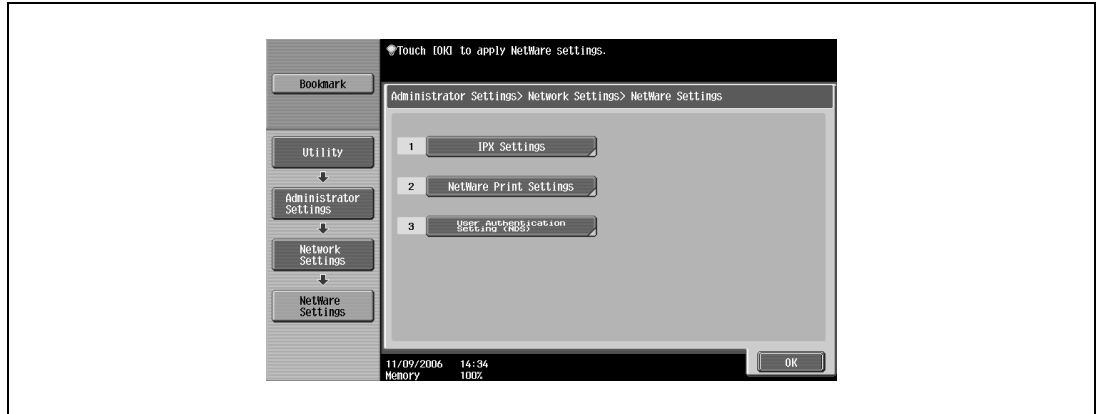 Touch [OK] to apply NetWare settings.
Bookmark
Administrator Settings> Network Settings> NetWare Settings
Utility
Administrator
Settings
Network
Settings
NetWare
Settings
1 IPX Settings
2 NetWare Print Settings
3 User Authentication
Setting (NDS)
11/09/2006 14:34
Memory 100%
OK